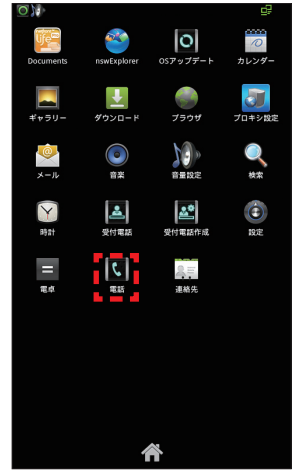 Documents
nswExplorer
OSアップデート
カレンダー
ギャラリー
ダウンロード
ブラウザ
プロキシ設定
メール
音楽
音量設定
検索
時計
受付電話
受付電話作成
設定
電卓
電話
連絡先